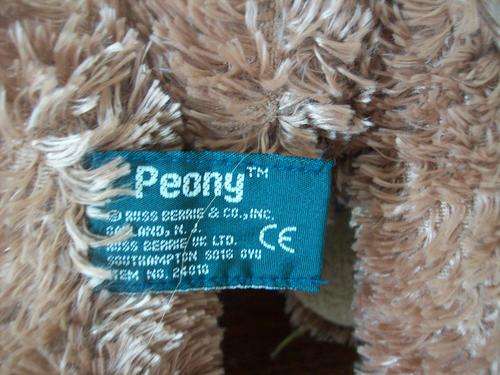 Peony™
© RUSS BERRIE & CO., INC.
OAKLAND, N. J.
RUSS BERRIE UK LTD.
SOUTHAMPTON SO16 0YU
ITEM NO. 24010
CE